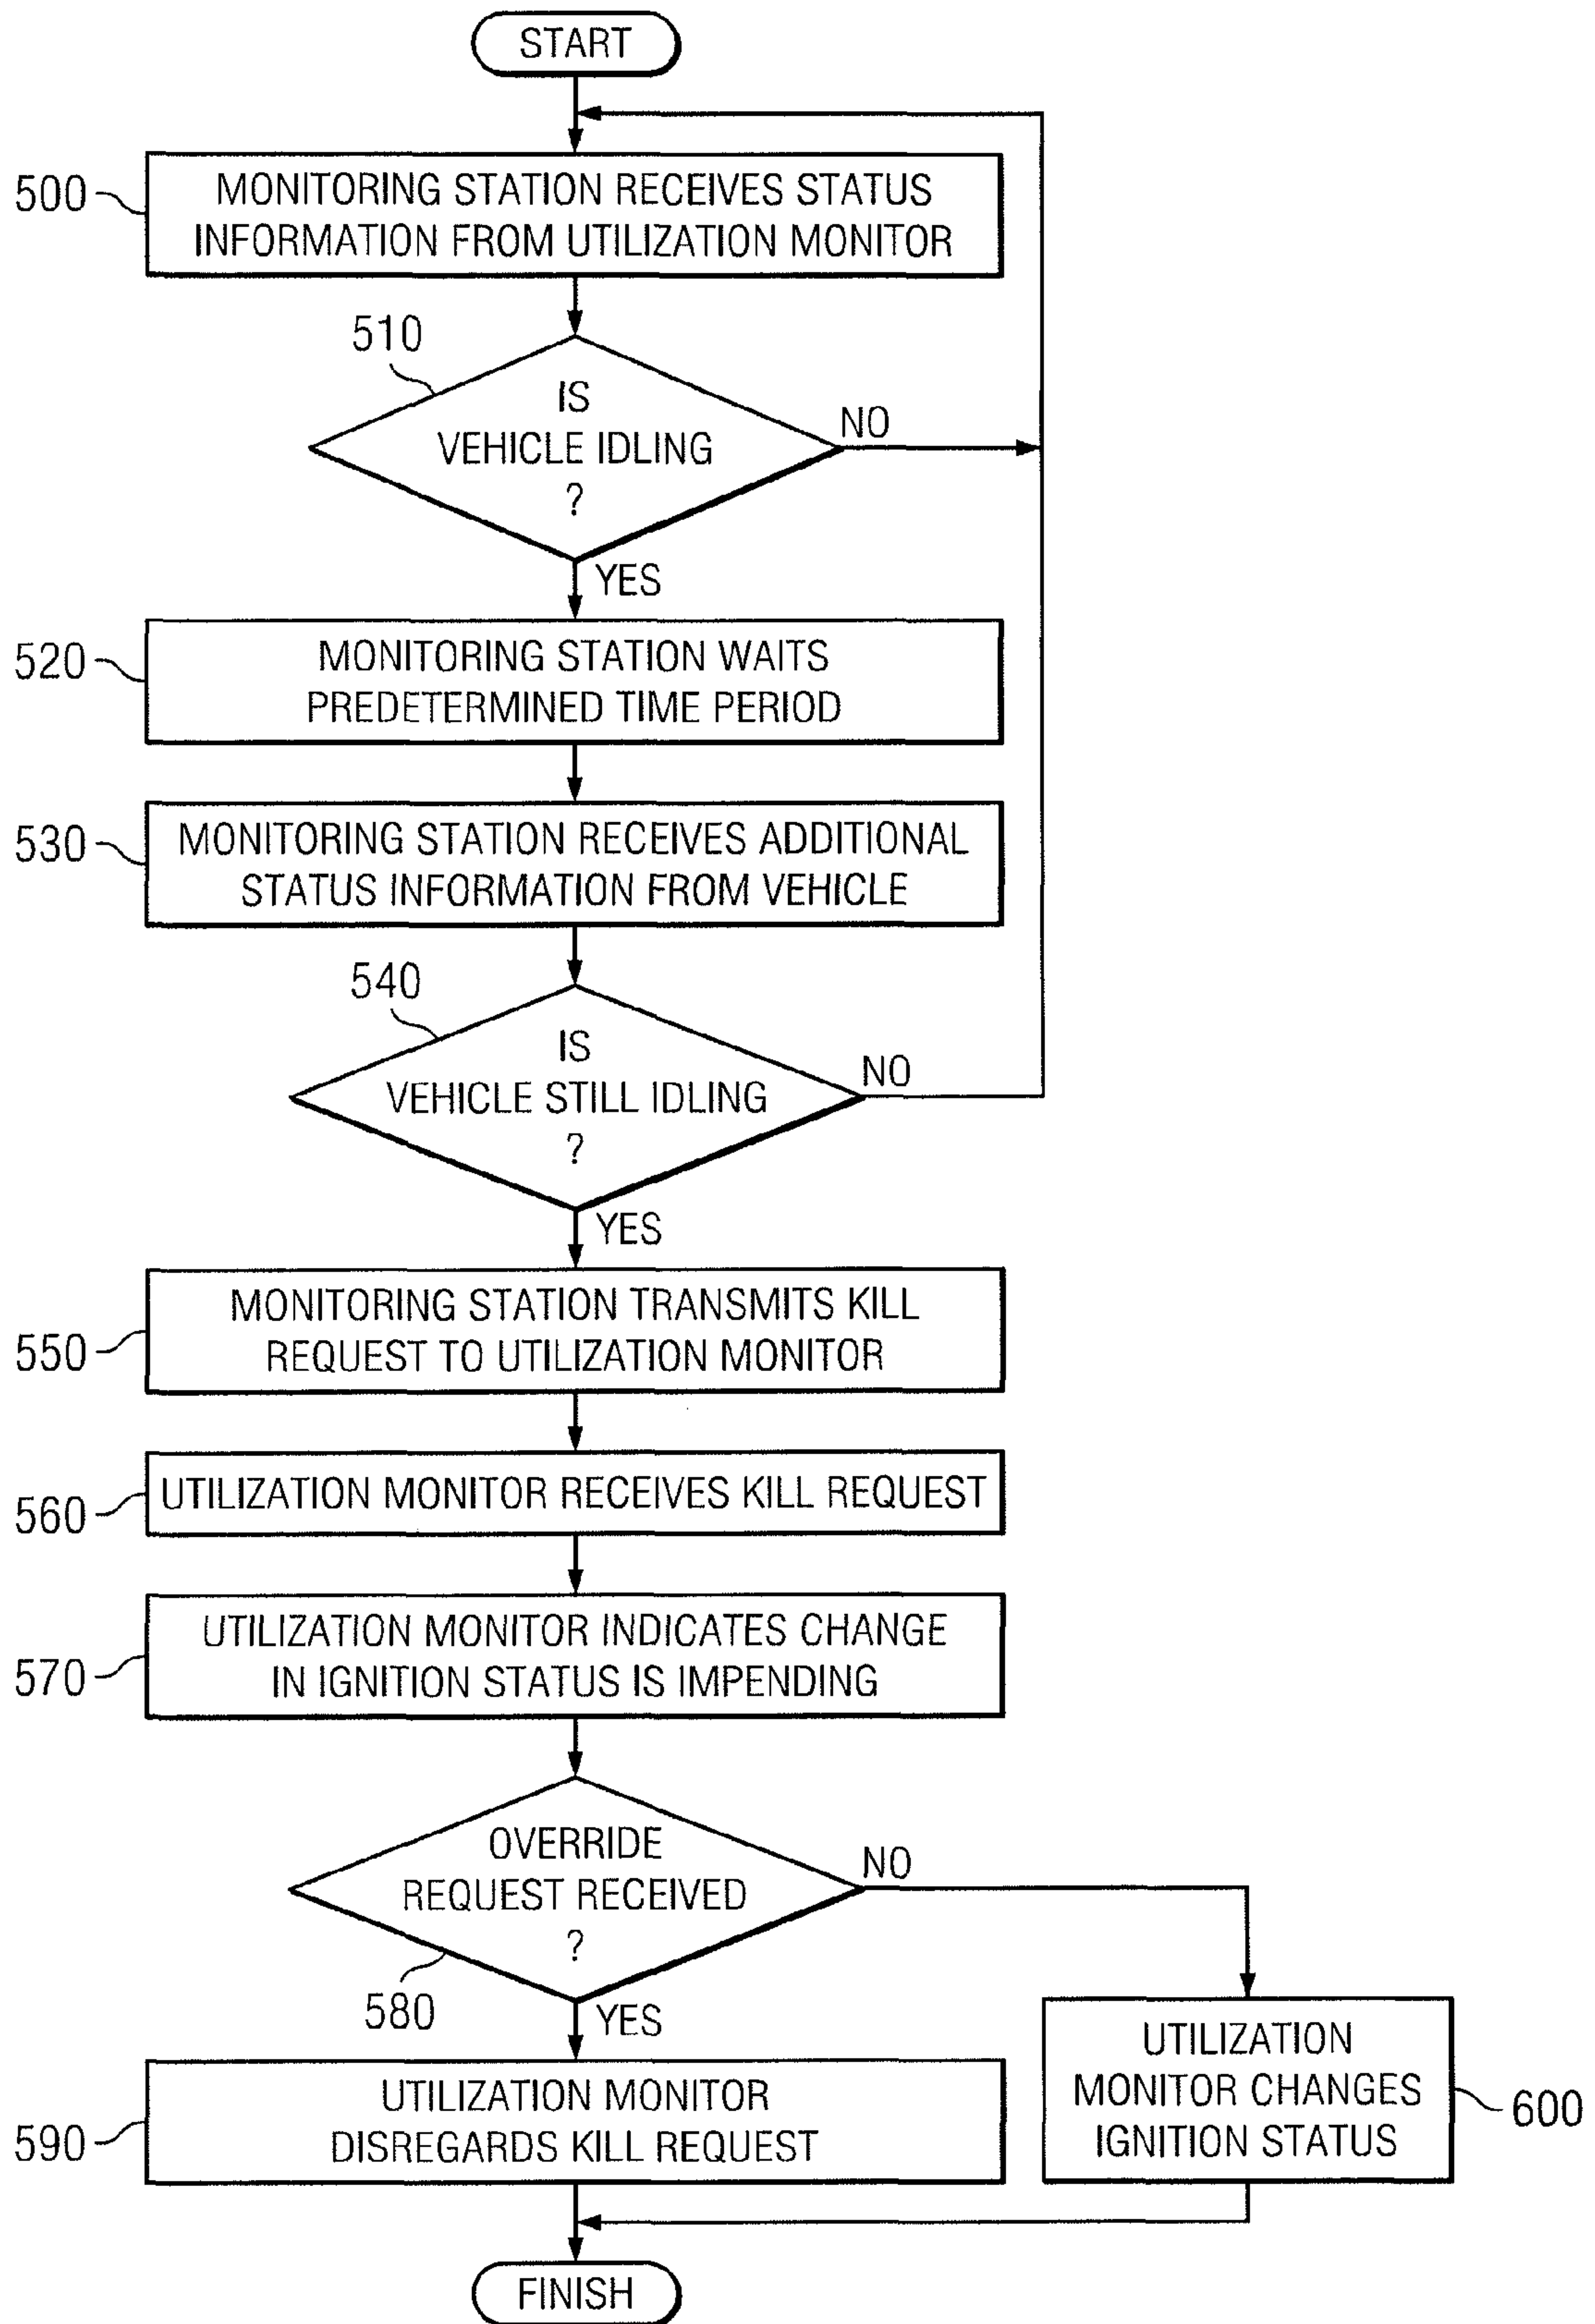 START
500
MONITORING STATION RECEIVES STATUS
INFORMATION FROM UTILIZATION MONITOR
510
IS
VEHICLE IDLING
?
NO
YES
520
MONITORING STATION WAITS
PREDETERMINED TIME PERIOD
530
MONITORING STATION RECEIVES ADDITIONAL
STATUS INFORMATION FROM VEHICLE
540
IS
VEHICLE STILL IDLING
?
NO
YES
550
MONITORING STATION TRANSMITS KILL
REQUEST TO UTILIZATION MONITOR
560
UTILIZATION MONITOR RECEIVES KILL REQUEST
570
UTILIZATION MONITOR INDICATES CHANGE
IN IGNITION STATUS IS IMPENDING
OVERRIDE
REQUEST RECEIVED
?
NO
580
YES
590
UTILIZATION MONITOR
DISREGARDS KILL REQUEST
UTILIZATION
MONITOR CHANGES
IGNITION STATUS
600
FINISH